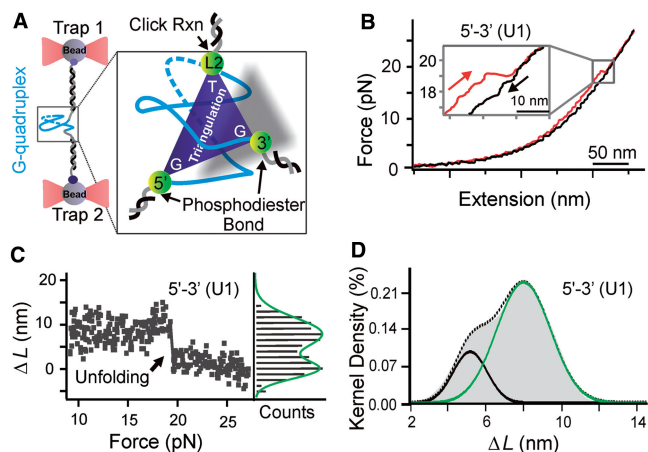 A
Trap 1
Bead
G-quadruplex
Bead
Trap 2
Click Rxn
L2
T
Triangulation
G
3'
G
5'
Phosphodiester
Bond
B
5'-3' (U1)
20
18
10 nm
Force (pN)
20
10
0
50 nm
Extension (nm)
C
5'-3' (U1)
ΔL (nm)
20
10
0
Unfolding
10 15 20 25
Force (pN)
Counts
D
5'-3' (U1)
Kernel Density (%)
0.21
0.14
0.07
0.00
2 6 10 14
ΔL (nm)